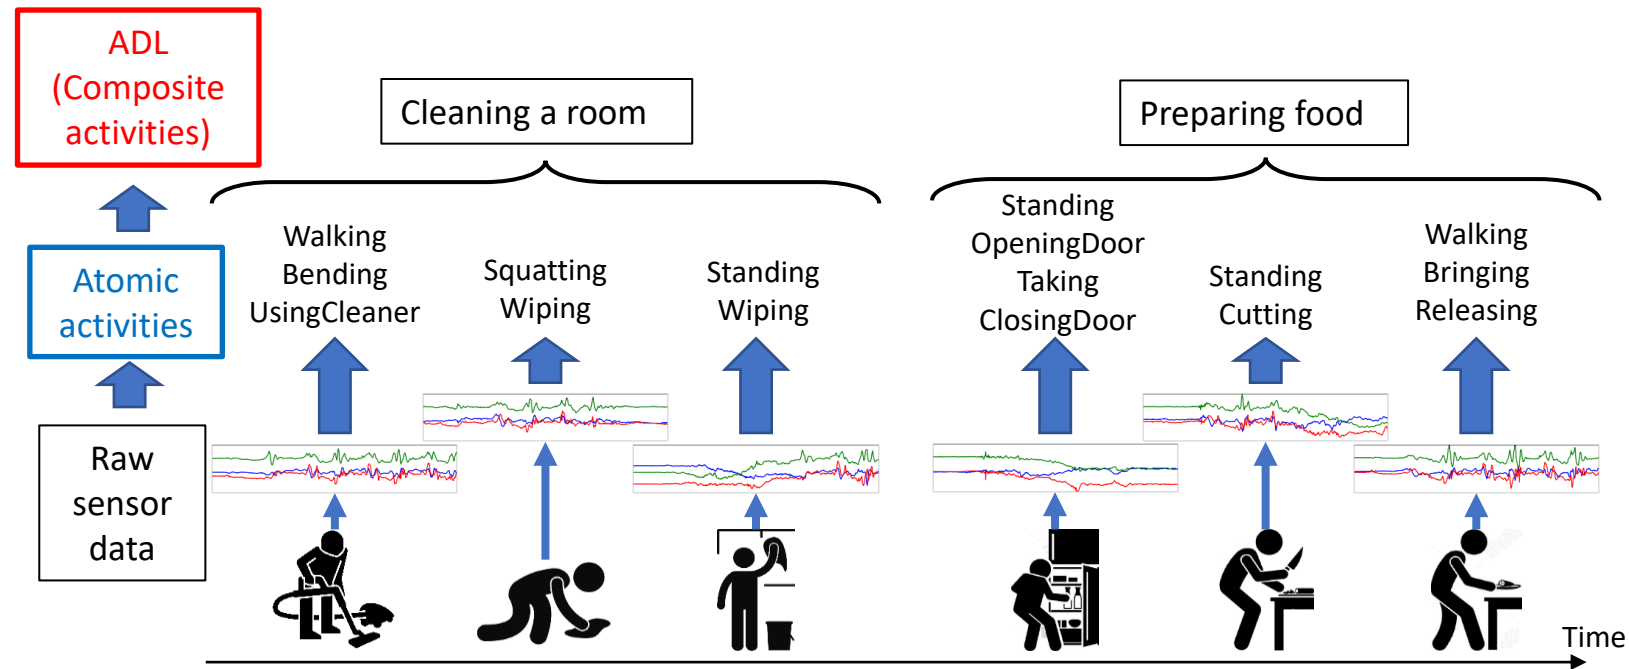 ADL
(Composite
activities)
Atomic
activities
Raw
sensor
data
Cleaning a room
Walking
Bending
UsingCleaner
Squatting
Wiping
Standing
Wiping
Preparing food
Standing
OpeningDoor
Taking
ClosingDoor
Standing
Cutting
Walking
Bringing
Releasing
Time